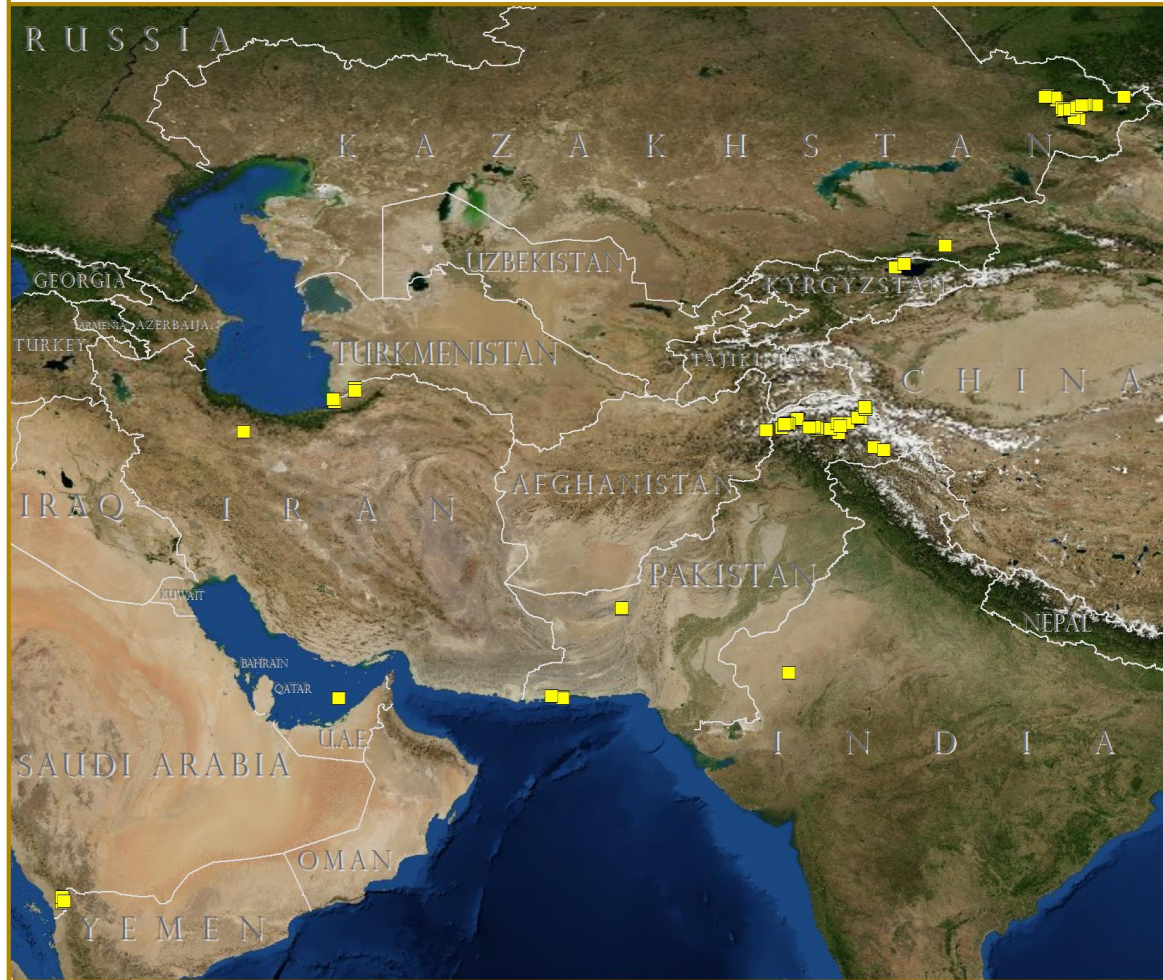 RUSSIA
KAZAKHSTAN
GEORGIA
UZBEKISTAN
KYRGYZSTAN
ARMENIA
AZERBAIJAN
TURKEY
TURKMENISTAN
CHINA
IRAQ
IRAN
AFGHANISTAN
PAKISTAN
KUWAIT
NEPAL
BAHRAIN
QATAR
U.A.E.
INDIA
SAUDI ARABIA
OMAN
YEMEN